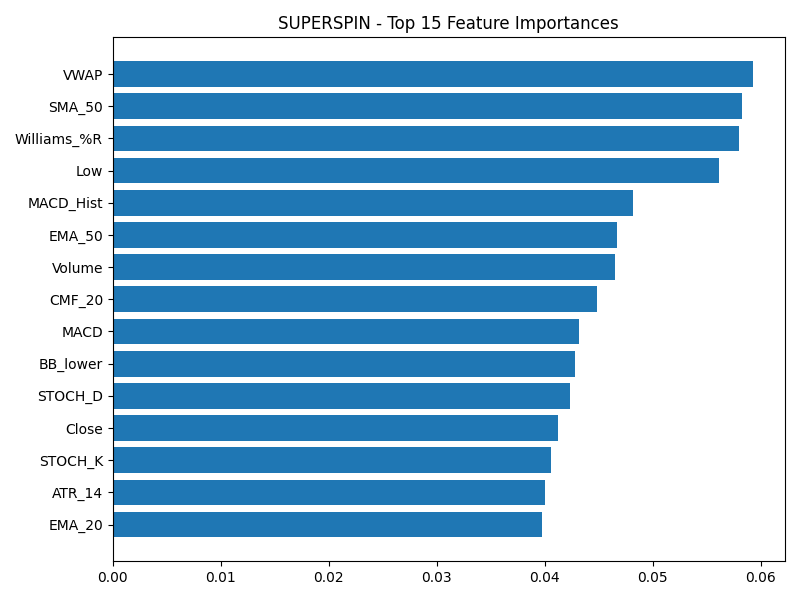 SUPERSPIN - Top 15 Feature Importances
VWAP
SMA_50
Williams_%R
Low
MACD_Hist
EMA_50
Volume
CMF_20
MACD
BB_lower
STOCH_D
Close
STOCH_K
ATR_14
EMA_20
0.00 0.01 0.02 0.03 0.04 0.05 0.06